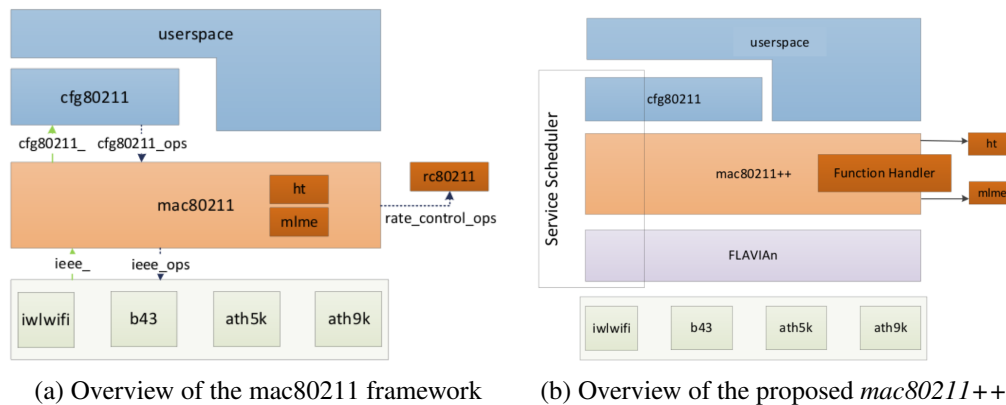 userspace
cfg80211
cfg80211_
cfg80211_ops
mac80211
ht
mlme
rc80211
rate_control_ops
ieee_
ieee_ops
iwlwifi
b43
ath5k
ath9k
(a) Overview of the mac80211 framework
userspace
Service Scheduler
cfg80211
mac80211++
Function Handler
ht
mlme
FLAVIAn
iwlwifi
b43
ath5k
ath9k
(b) Overview of the proposed mac80211++